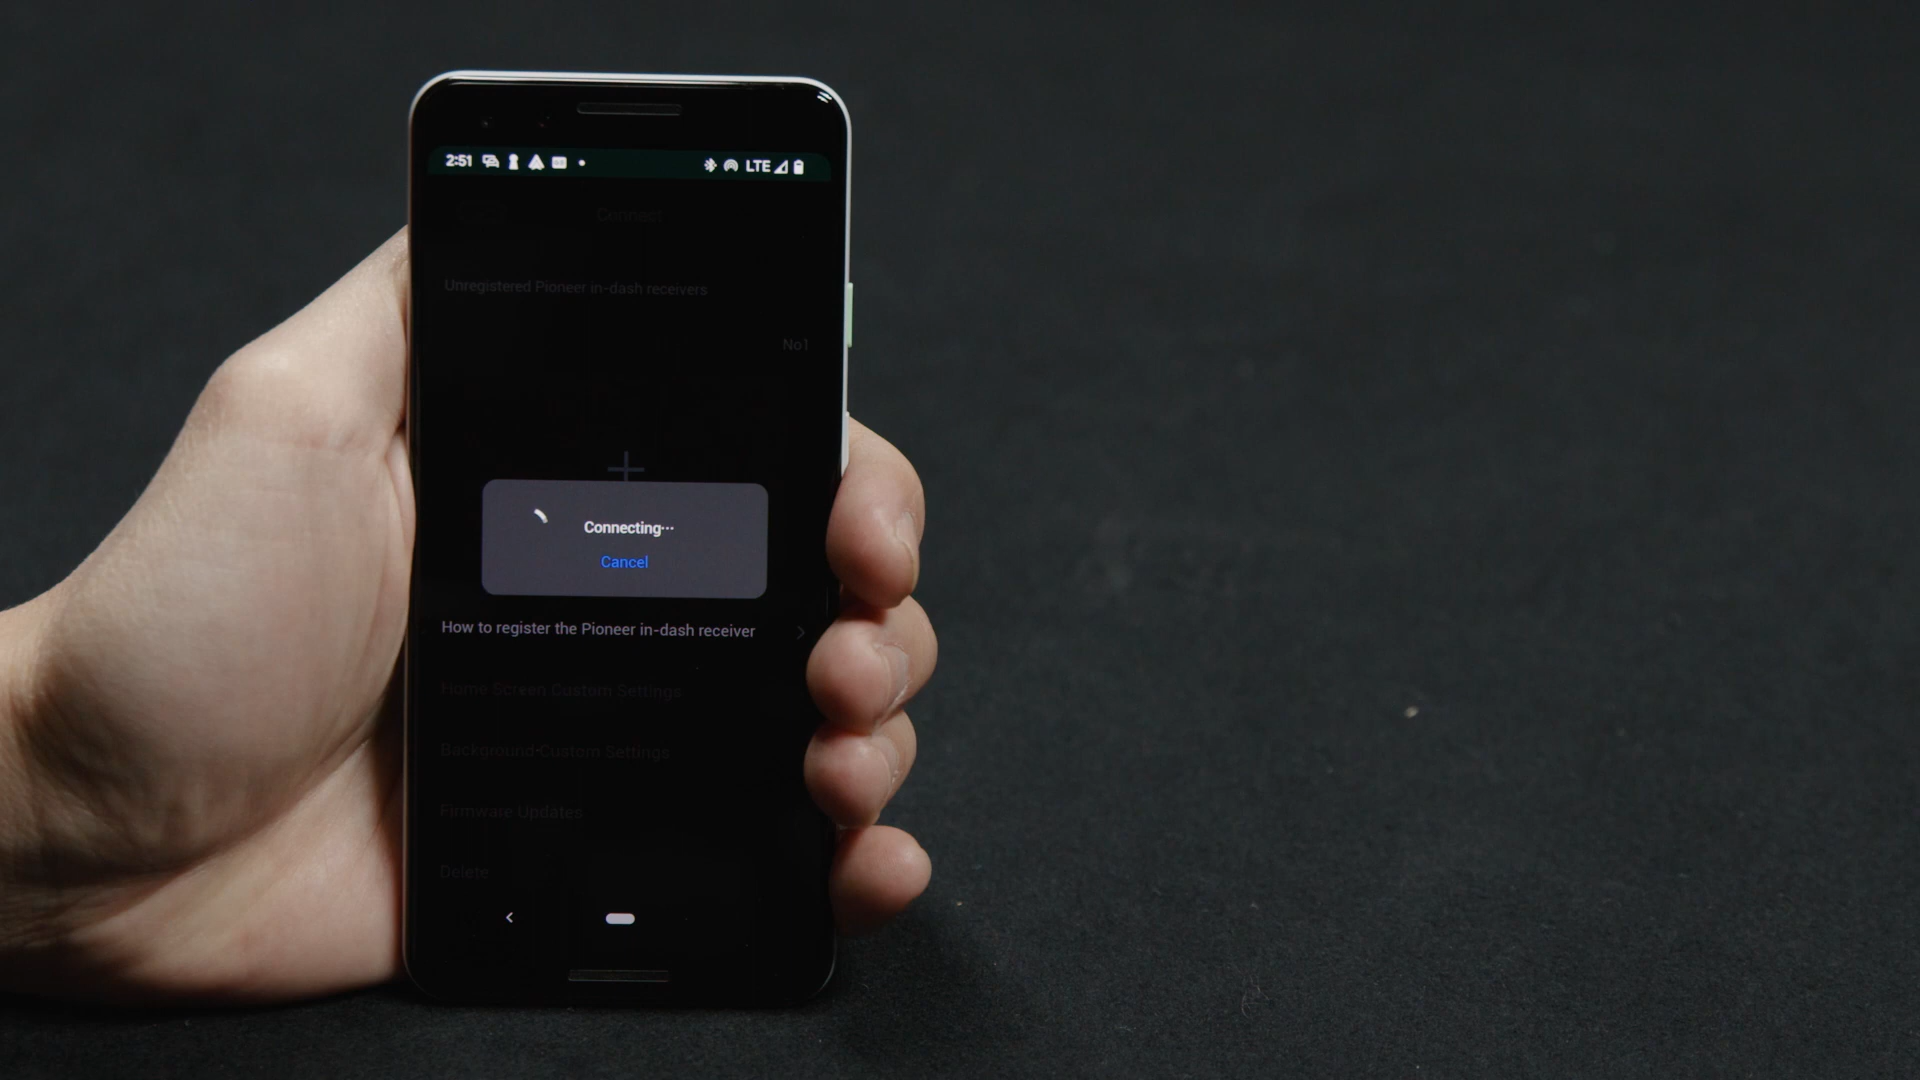 2:51 LTE
Connect
Unregistered Pioneer in-dash receivers
No1
Connecting···
Cancel
How to register the Pioneer in-dash receiver
Home Screen Custom Settings
Background Custom Settings
Firmware Updates
Delete